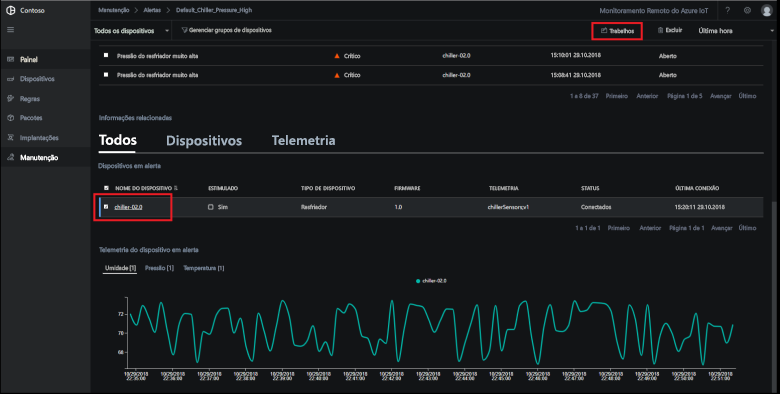 Contoso
Manutenção > Alertas > Default_Chiller_Pressure_High
Monitoramento Remoto do Azure IoT
?
Todos os dispositivos
Gerenciar grupos de dispositivos
Trabalhos
Excluir
Última hora
Painel
Dispositivos
Regras
Pacotes
Implantações
Manutenção
Pressão do resfriador muito alta Crítico chiller-02.0 15:10:01 29.10.2018 Aberto
Pressão do resfriador muito alta Crítico chiller-02.0 15:08:41 29.10.2018 Aberto
1 a 8 de 37 Primeiro Anterior Página 1 de 5 Avançar Último
Informações relacionadas
Todos Dispositivos Telemetria
Dispositivos em alerta
NOME DO DISPOSITIVO ESTIMULADO TIPO DE DISPOSITIVO FIRMWARE TELEMETRIA STATUS ÚLTIMA CONEXÃO
chiller-02.0 Sim Resfriador 1.0 chillerSensors;v1 Conectados 15:20:11 29.10.2018
1 a 1 de 1 Primeiro Anterior Página 1 de 1 Avançar Último
Telemetria do dispositivo em alerta
Umidade [1] Pressão [1] Temperatura [1]
chiller-02.0
72
70
68
10/29/2018 10/29/2018 10/29/2018 10/29/2018 10/29/2018 10/29/2018 10/29/2018 10/29/2018 10/29/2018 10/29/2018 10/29/2018 10/29/2018 10/29/2018 10/29/2018 10/29/2018 10/29/2018 10/29/2018
22:35:00 22:36:00 22:37:00 22:38:00 22:39:00 22:40:00 22:41:00 22:42:00 22:43:00 22:44:00 22:45:00 22:46:00 22:47:00 22:48:00 22:49:00 22:50:00 22:51:00